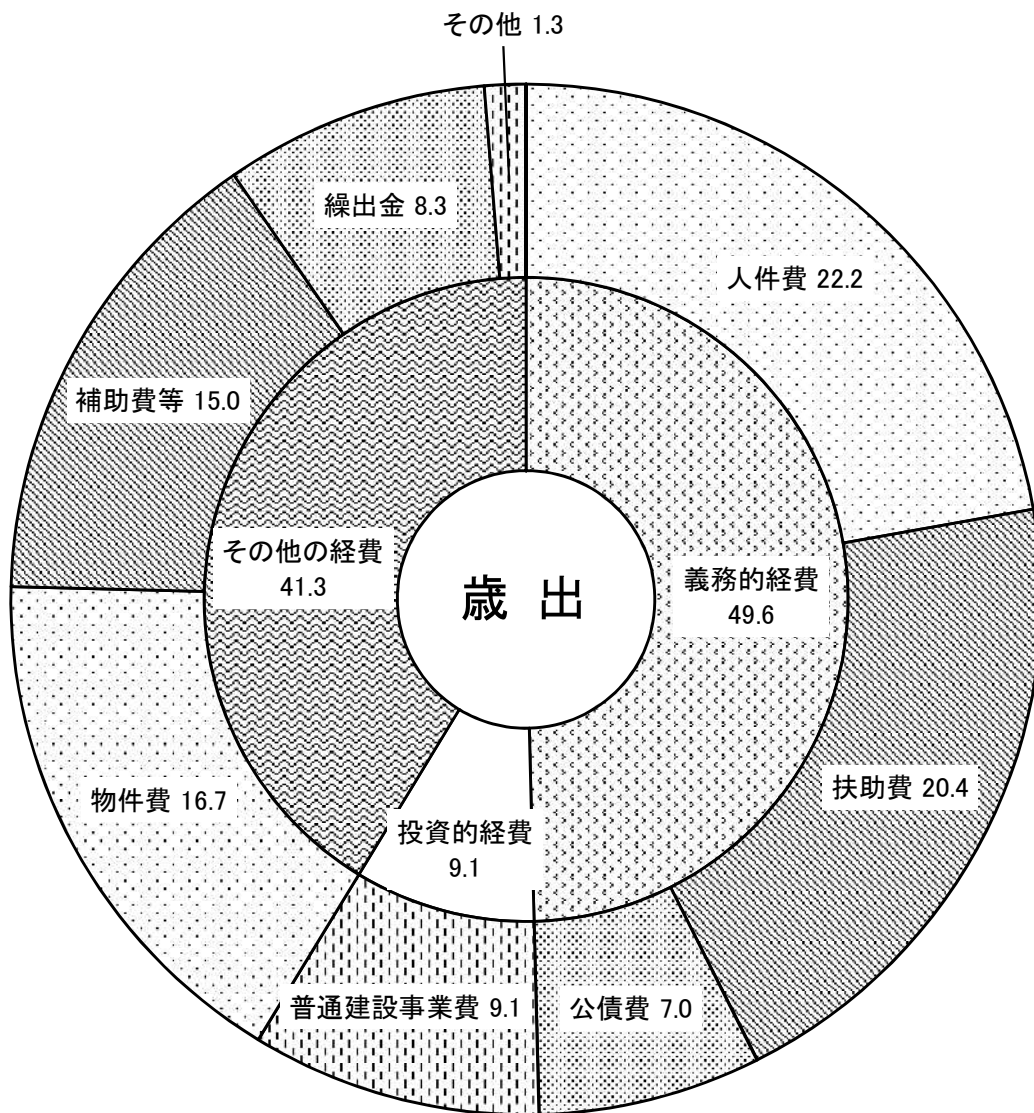 その他 1.3
繰出金 8.3
人件費 22.2
補助費等 15.0
その他の経費
41.3
歳 出
義務的経費
49.6
物件費 16.7
扶助費 20.4
投資的経費
9.1
普通建設事業費 9.1
公債費 7.0